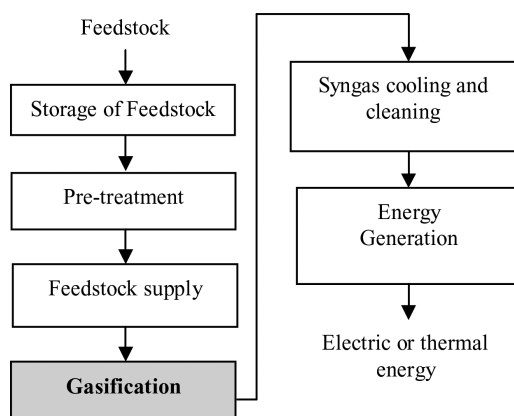 Feedstock
Storage of Feedstock
Pre-treatment
Feedstock supply
Gasification
Syngas cooling and
cleaning
Energy
Generation
Electric or thermal
energy